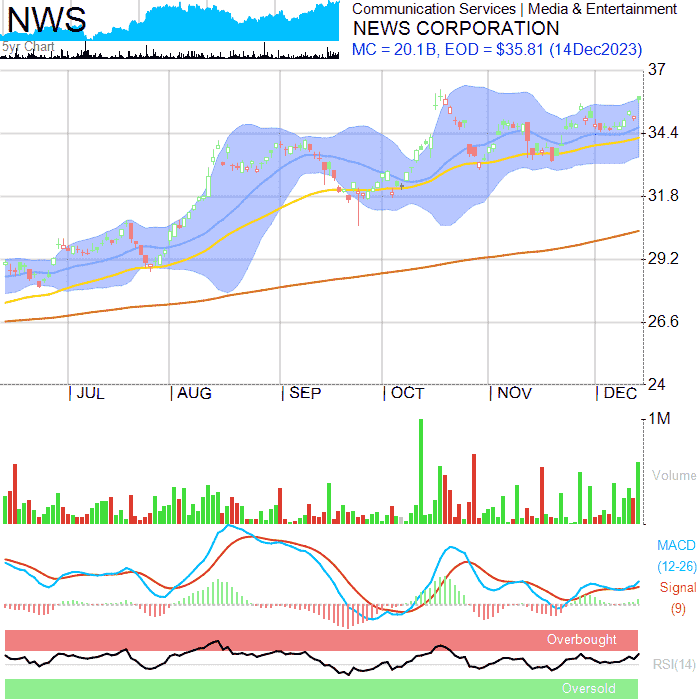 NWS
5yr Chart
Communication Services | Media & Entertainment
NEWS CORPORATION
MC = 20.1B, EOD = $35.81 (14Dec2023)
37
34.4
31.8
29.2
26.6
24
| JUL | AUG | SEP | OCT | NOV | DEC
1M
Volume
MACD
(12-26)
Signal
(9)
Overbought
RSI(14)
Oversold